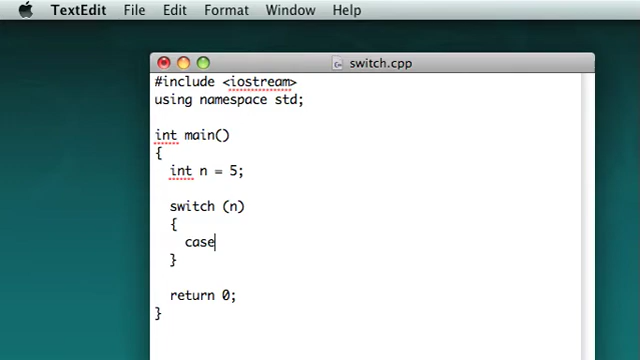 TextEdit File Edit Format Window Help
switch.cpp
#include <iostream>
using namespace std;
int main()
{
int n = 5;
switch (n)
{
case
}
return 0;
}